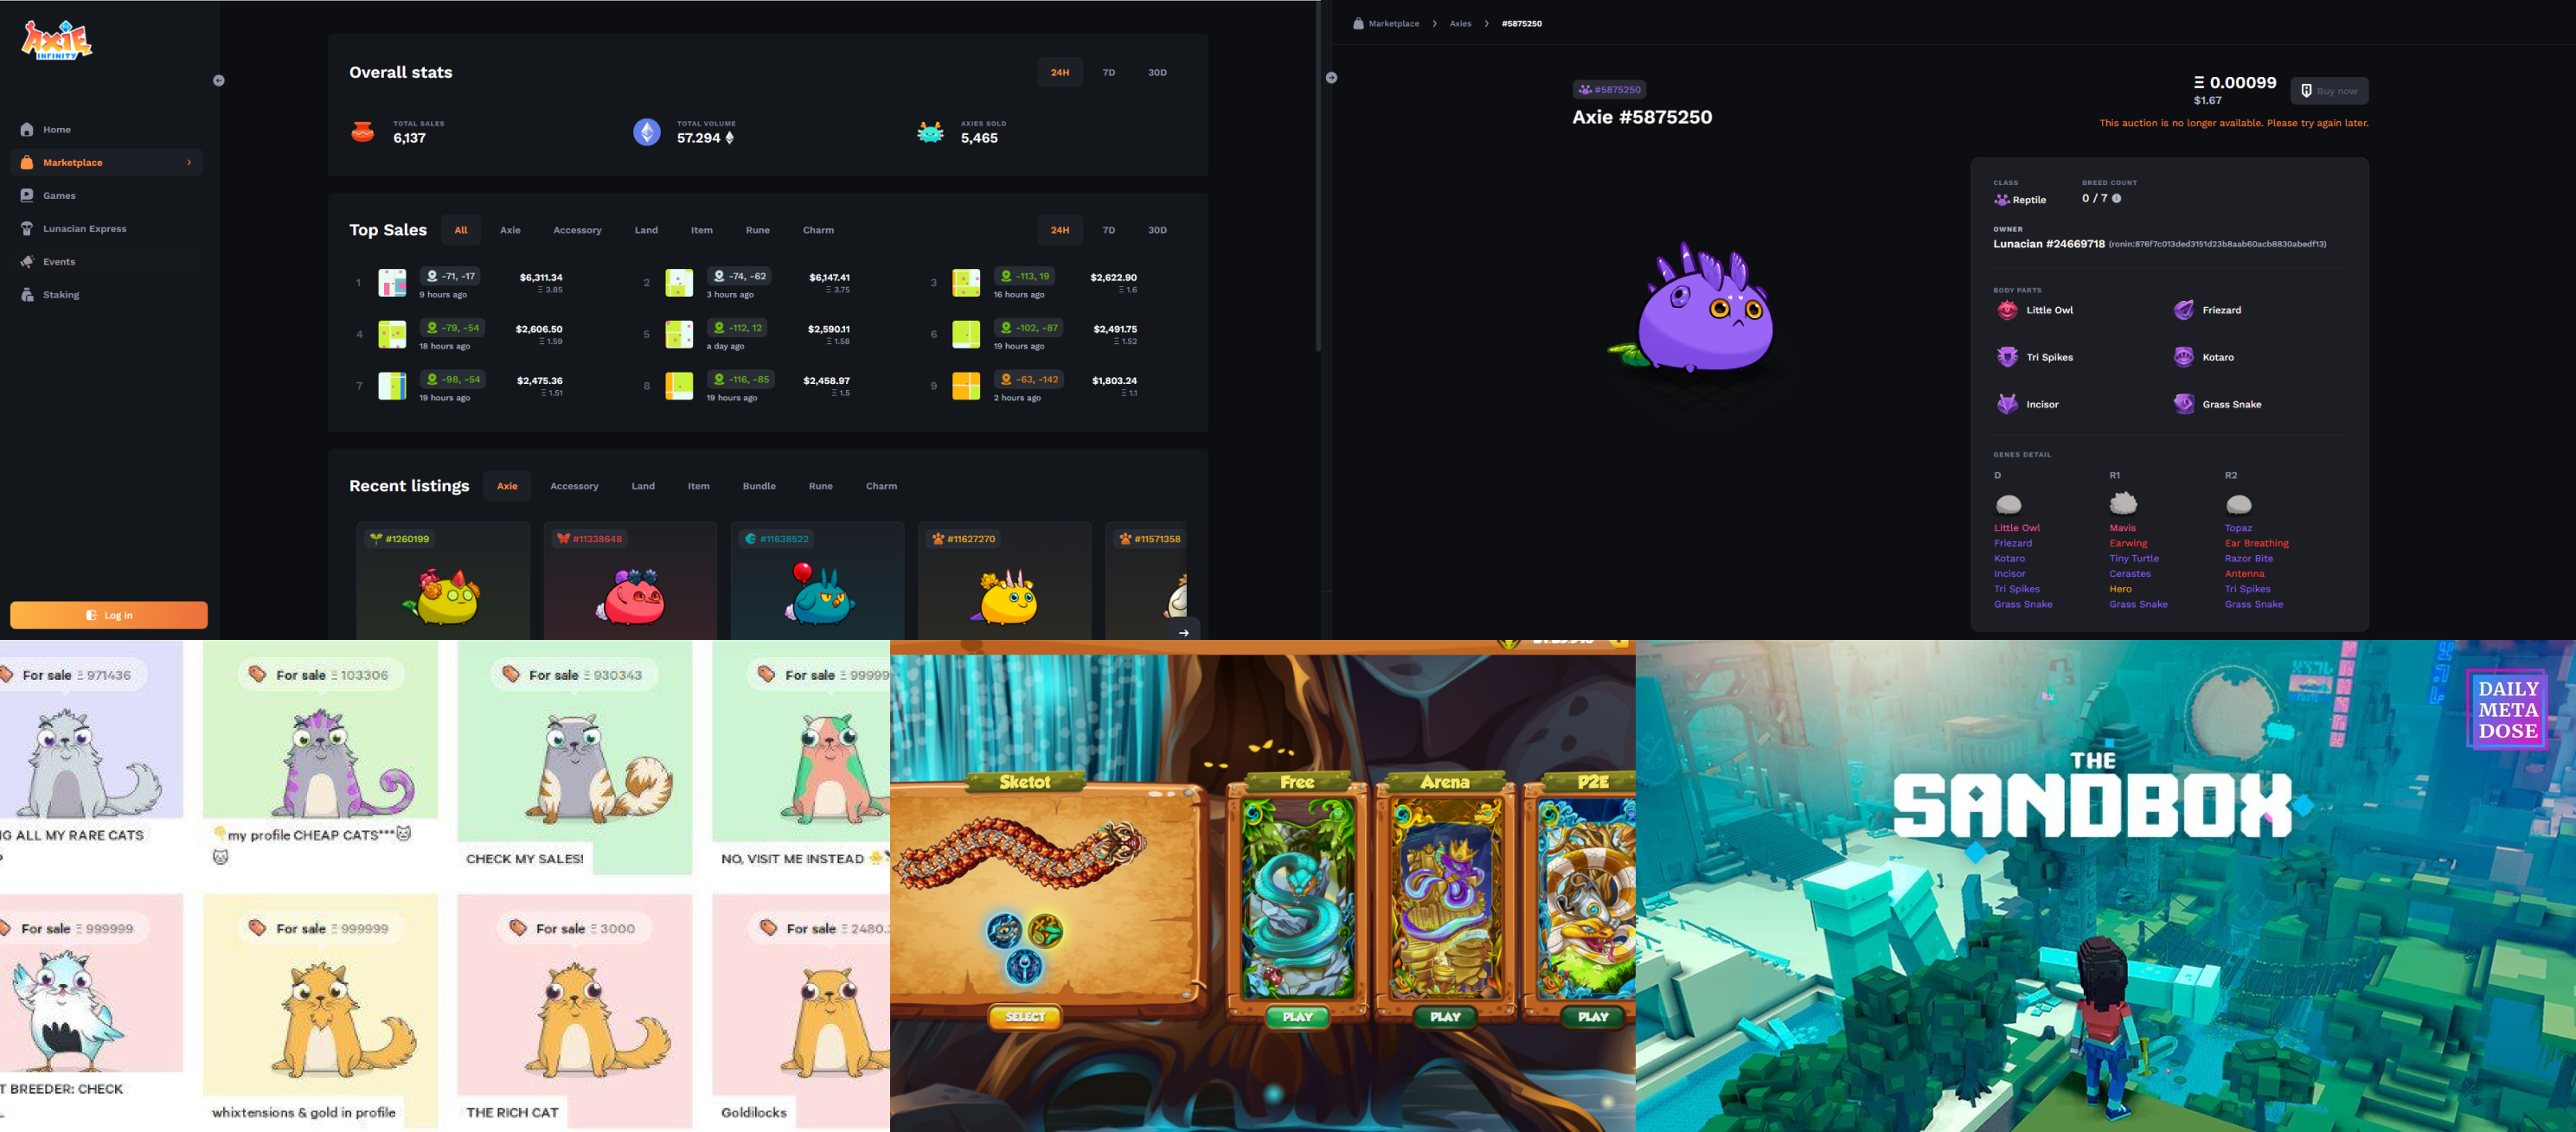 AXIE
INFINITY
Home
Marketplace
Games
Lunacian Express
Events
Staking
Log in
Overall stats
24H 7D 30D
TOTAL SALES
6,137
TOTAL VOLUME
57.294
AXIES SOLD
5,465
Top Sales All Axie Accessory Land Item Rune Charm 24H 7D 30D
1 -71, -17 $6,311.34
9 hours ago Ξ 3.85
2 -74, -62 $6,147.41
3 hours ago Ξ 3.75
3 -113, 19 $2,622.90
16 hours ago Ξ 1.6
4 -79, -54 $2,606.50
18 hours ago Ξ 1.59
5 -112, 12 $2,590.11
a day ago Ξ 1.58
6 -102, -87 $2,491.75
19 hours ago Ξ 1.52
7 -98, -54 $2,475.36
19 hours ago Ξ 1.51
8 -116, -85 $2,458.97
19 hours ago Ξ 1.5
9 -63, -142 $1,803.24
2 hours ago Ξ 1.1
Recent listings Axie Accessory Land Item Bundle Rune Charm
#1260199 #11338648 #11638522 #11627270 #11571358
Marketplace > Axies > #5875250
#5875250
Axie #5875250
Ξ 0.00099
$1.67
Buy now
This auction is no longer available. Please try again later.
CLASS BREED COUNT
Reptile 0 / 7
OWNER
Lunacian #24669718 (ronin:876f7c013ded3151d23b8aab60acb8830abedf13)
BODY PARTS
Little Owl Friezard
Tri Spikes Kotaro
Incisor Grass Snake
GENES DETAIL
D R1 R2
Little Owl Mavis Topaz
Friezard Earwing Ear Breathing
Kotaro Tiny Turtle Razor Bite
Incisor Cerastes Antenna
Tri Spikes Hero Tri Spikes
Grass Snake Grass Snake Grass Snake
For sale Ξ 971436 For sale Ξ 103306 For sale Ξ 930343 For sale Ξ 99999
G ALL MY RARE CATS
my profile CHEAP CATS***
CHECK MY SALES!
NO, VISIT ME INSTEAD
For sale Ξ 999999 For sale Ξ 999999 For sale Ξ 3000 For sale Ξ 2480.
T BREEDER: CHECK
whixtensions & gold in profile
THE RICH CAT
Goldilocks
Sketot Free Arena P2E
SELECT PLAY PLAY PLAY
THE
SANDBOX
DAILY
META
DOSE